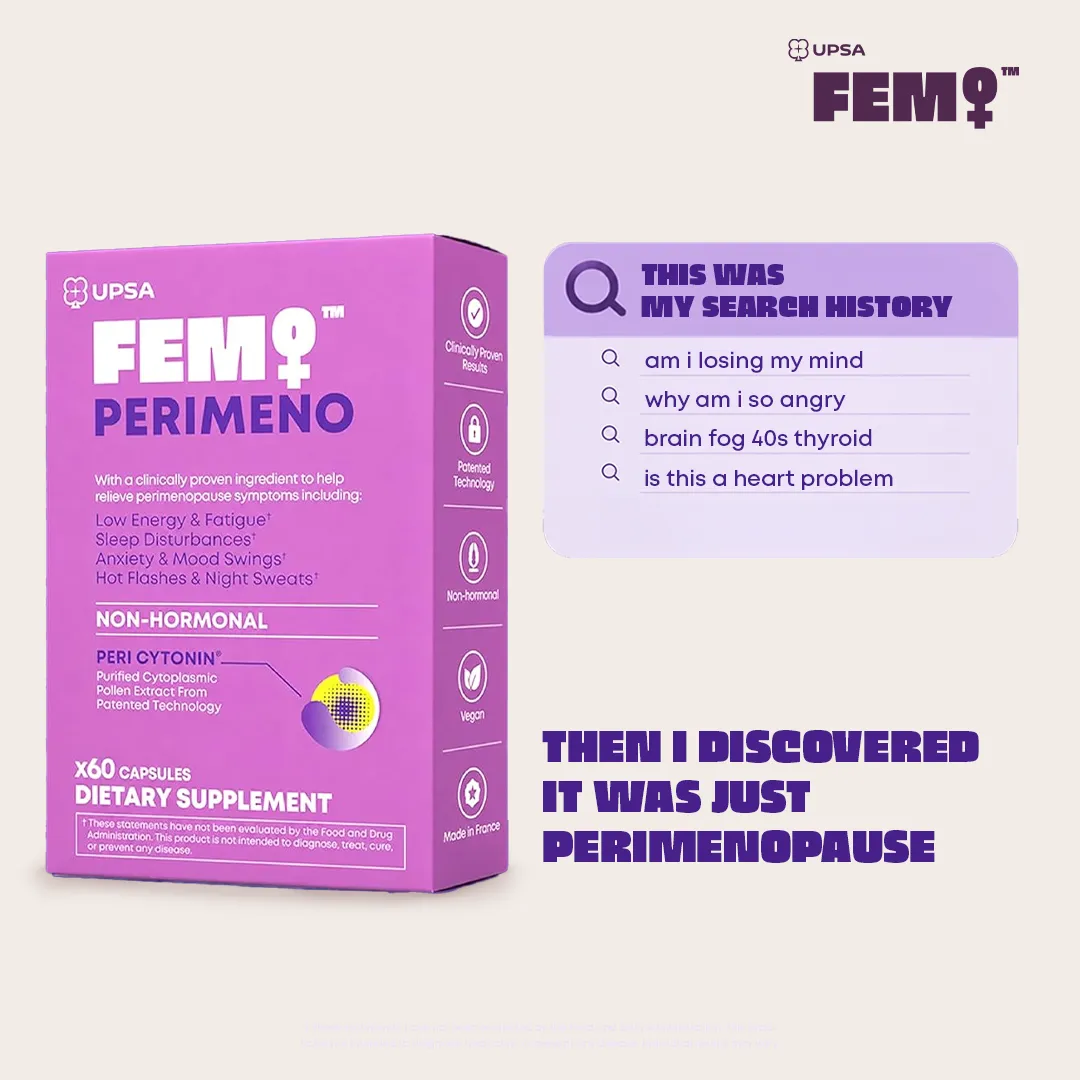 UPSA
FEM♀™
UPSA
FEM♀™
PERIMENO
With a clinically proven ingredient to help
relieve perimenopause symptoms including:
Low Energy & Fatigue†
Sleep Disturbances†
Anxiety & Mood Swings†
Hot Flashes & Night Sweats†
NON-HORMONAL
PERI CYTONIN®
Purified Cytoplasmic
Pollen Extract From
Patented Technology
x60 CAPSULES
DIETARY SUPPLEMENT
† These statements have not been evaluated by the Food and Drug
Administration. This product is not intended to diagnose, treat, cure,
or prevent any disease.
Clinically Proven
Results
Patented
Technology
Non-hormonal
Vegan
Made in France
THIS WAS
MY SEARCH HISTORY
am i losing my mind
why am i so angry
brain fog 40s thyroid
is this a heart problem
THEN I DISCOVERED
IT WAS JUST
PERIMENOPAUSE